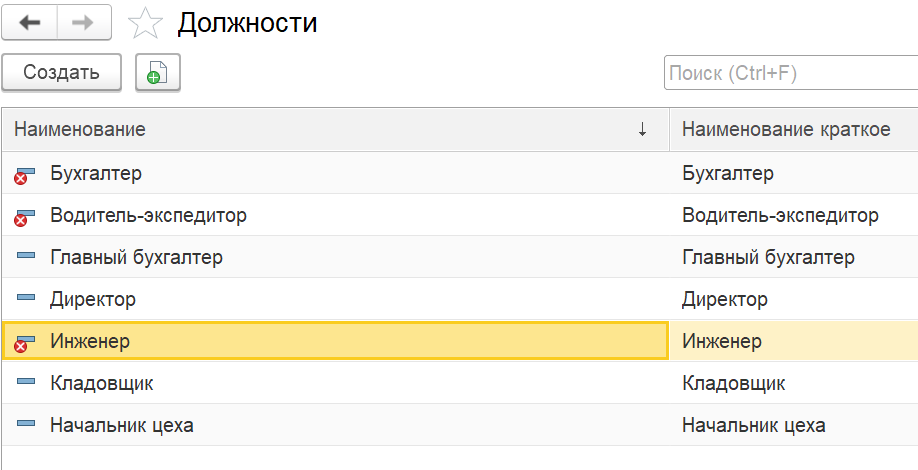 Должности
Создать
Поиск (Ctrl+F)
Наименование ↓ Наименование краткое
Бухгалтер Бухгалтер
Водитель-экспедитор Водитель-экспедитор
Главный бухгалтер Главный бухгалтер
Директор Директор
Инженер Инженер
Кладовщик Кладовщик
Начальник цеха Начальник цеха